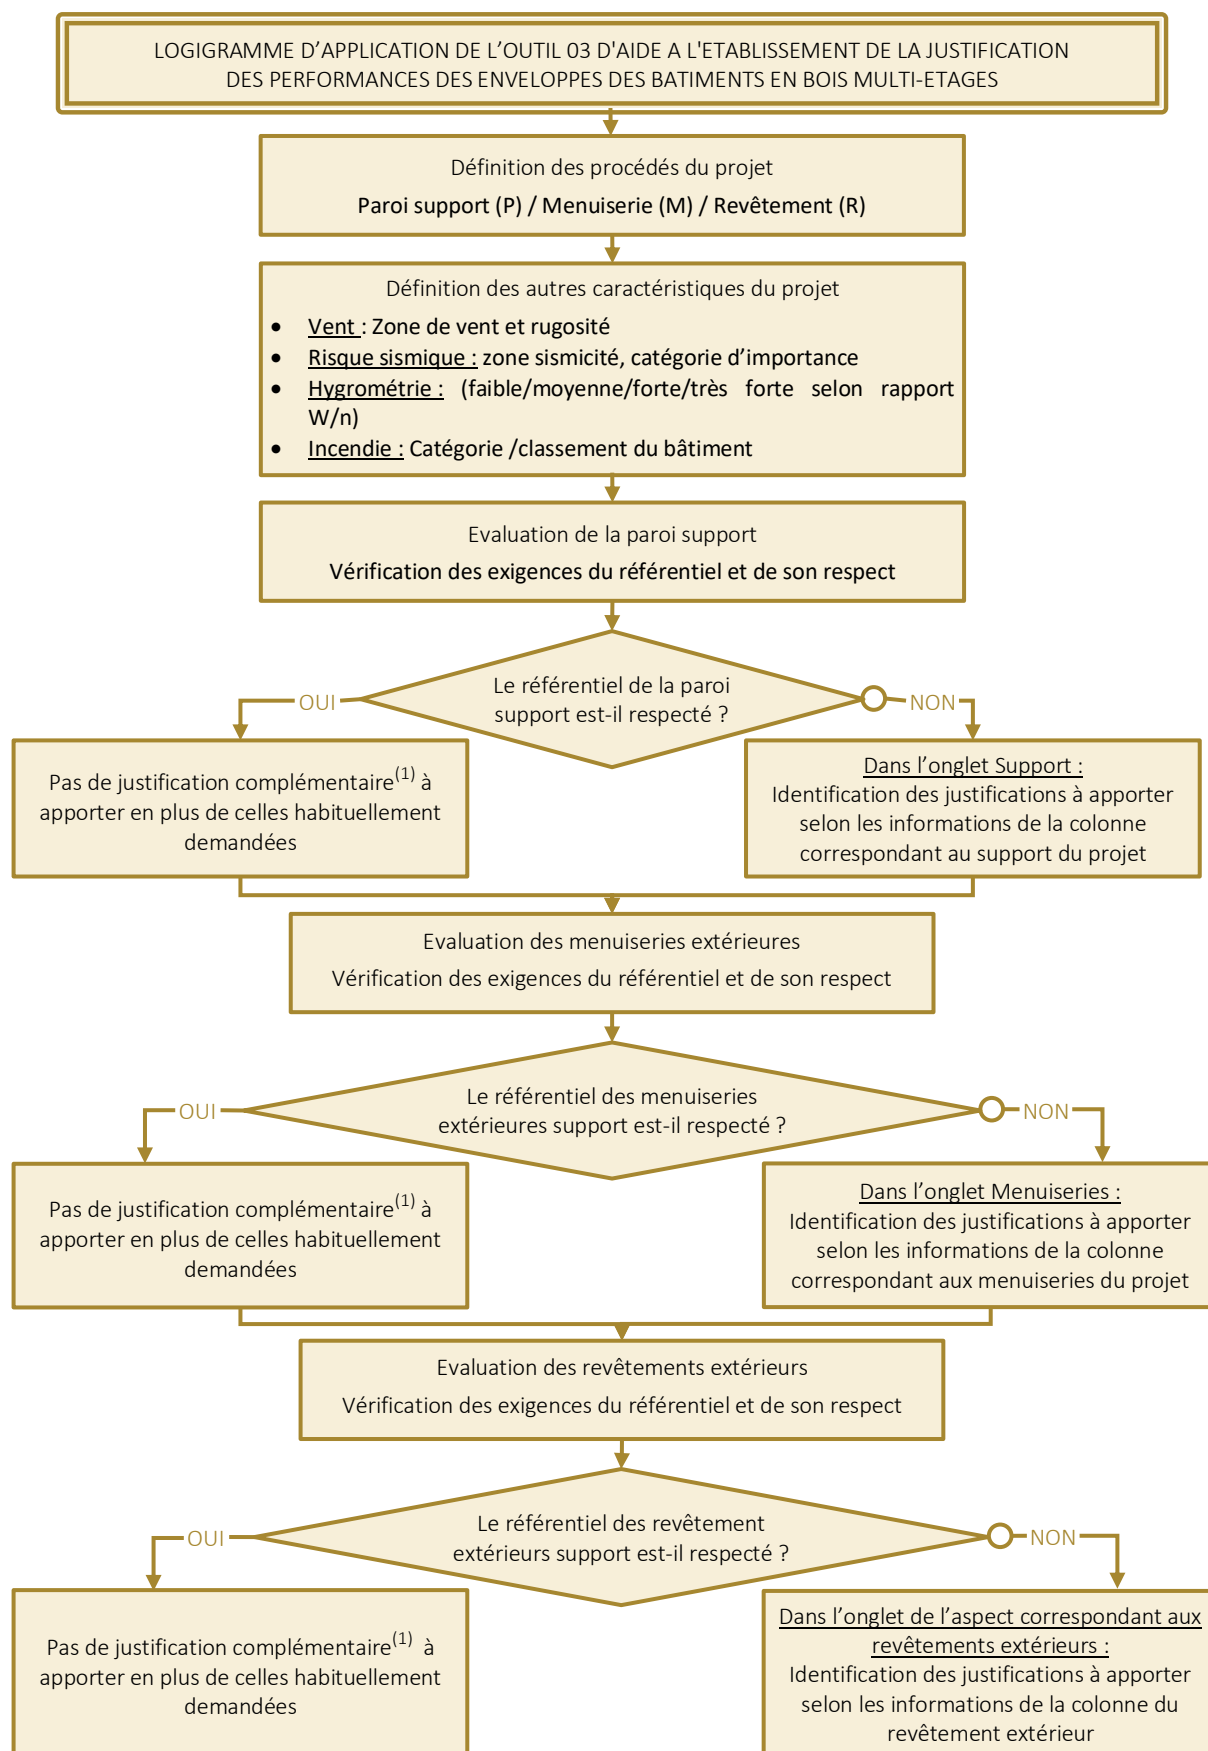 LOGIGRAMME D’APPLICATION DE L’OUTIL 03 D'AIDE A L'ETABLISSEMENT DE LA JUSTIFICATION
DES PERFORMANCES DES ENVELOPPES DES BATIMENTS EN BOIS MULTI-ETAGES
Définition des procédés du projet
Paroi support (P) / Menuiserie (M) / Revêtement (R)
Définition des autres caractéristiques du projet
• Vent : Zone de vent et rugosité
• Risque sismique : zone sismicité, catégorie d’importance
• Hygrométrie : (faible/moyenne/forte/très forte selon rapport
W/n)
• Incendie : Catégorie /classement du bâtiment
Evaluation de la paroi support
Vérification des exigences du référentiel et de son respect
Le référentiel de la paroi
support est-il respecté ?
OUI
NON
Pas de justification complémentaire(1) à
apporter en plus de celles habituellement
demandées
Dans l’onglet Support :
Identification des justifications à apporter
selon les informations de la colonne
correspondant au support du projet
Evaluation des menuiseries extérieures
Vérification des exigences du référentiel et de son respect
Le référentiel des menuiseries
extérieures support est-il respecté ?
OUI
NON
Pas de justification complémentaire(1) à
apporter en plus de celles habituellement
demandées
Dans l’onglet Menuiseries :
Identification des justifications à apporter
selon les informations de la colonne
correspondant aux menuiseries du projet
Evaluation des revêtements extérieurs
Vérification des exigences du référentiel et de son respect
Le référentiel des revêtement
extérieurs support est-il respecté ?
OUI
NON
Pas de justification complémentaire(1) à
apporter en plus de celles habituellement
demandées
Dans l’onglet de l’aspect correspondant aux
revêtements extérieurs :
Identification des justifications à apporter
selon les informations de la colonne du
revêtement extérieur